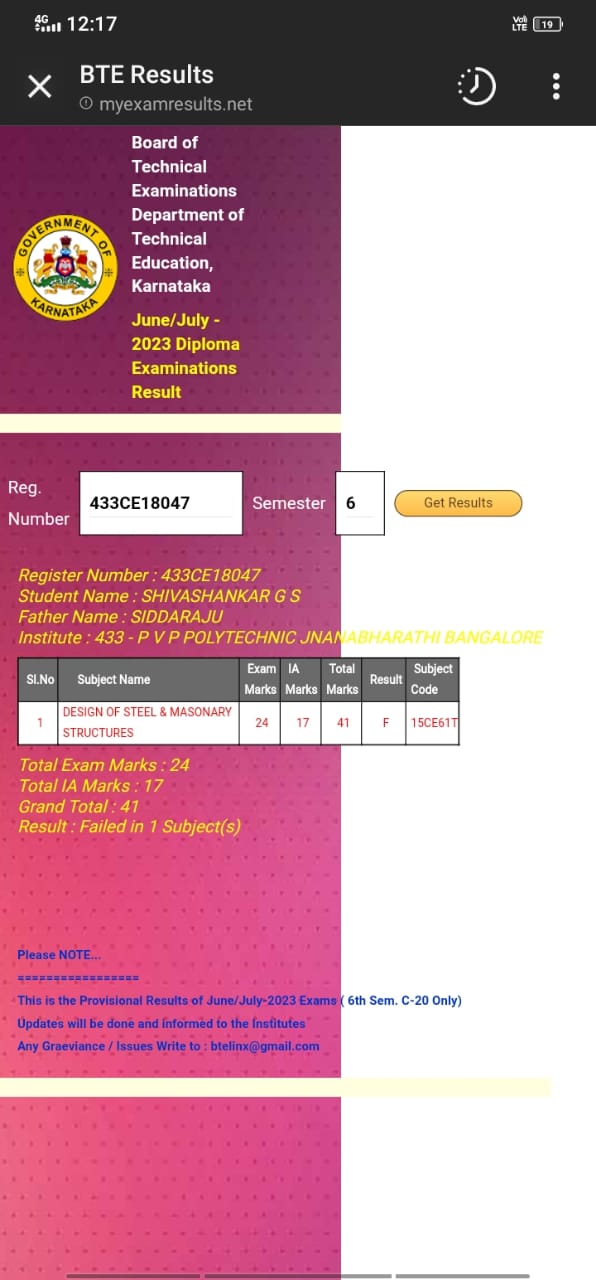 4G 12:17 Vo) LTE 19
BTE Results
myexamresults.net
Board of
Technical
Examinations
Department of
Technical
Education,
Karnataka
GOVERNMENT OF
KARNATAKA
June/July -
2023 Diploma
Examinations
Result
Reg.
Number
433CE18047
Semester
6
Get Results
Register Number : 433CE18047
Student Name : SHIVASHANKAR G S
Father Name : SIDDARAJU
Institute : 433 - P V P POLYTECHNIC JNANABHARATHI BANGALORE
Sl.No Subject Name Exam Marks IA Marks Total Marks Result Subject Code
1 DESIGN OF STEEL & MASONARY STRUCTURES 24 17 41 F 15CE61T
Total Exam Marks : 24
Total IA Marks : 17
Grand Total : 41
Result : Failed in 1 Subject(s)
Please NOTE...
=================
This is the Provisional Results of June/July-2023 Exams ( 6th Sem. C-20 Only)
Updates will be done and informed to the Institutes
Any Graeviance / Issues Write to : btelinx@gmail.com